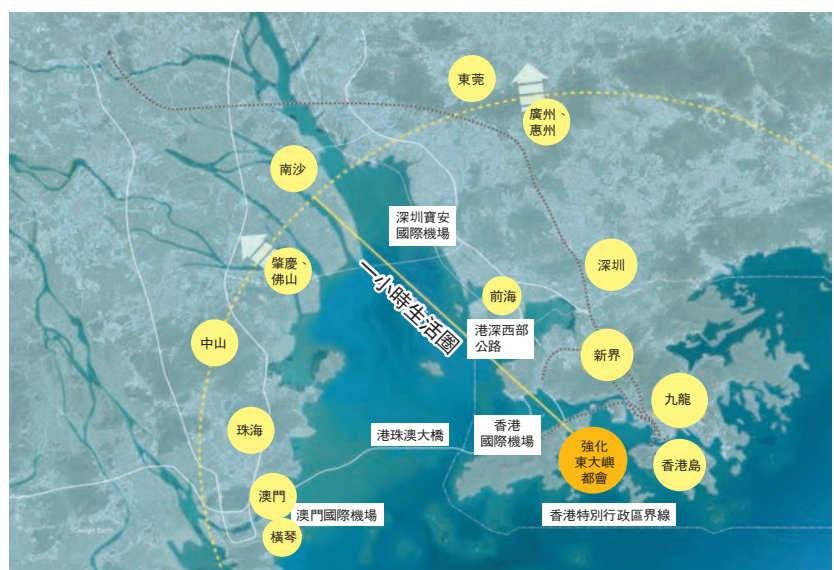 東莞
廣州、
惠州
南沙
深圳寶安
國際機場
肇慶、
佛山
深圳
一小時生活圈
前海
港深西部
公路
中山
新界
九龍
珠海
港珠澳大橋
香港
國際機場
強化
東大嶼
都會
香港島
澳門
澳門國際機場
香港特別行政區界線
橫琴